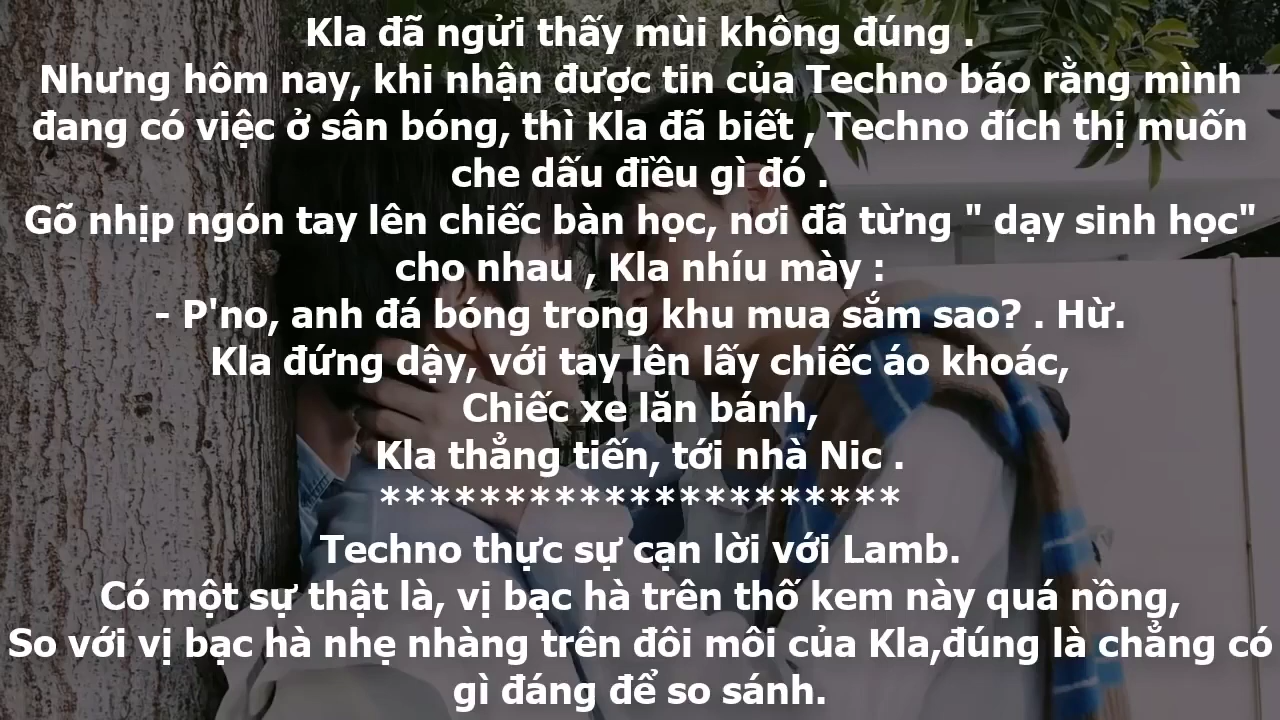 Kla đã ngửi thấy mùi không đúng .
Nhưng hôm nay, khi nhận được tin của Techno báo rằng mình
đang có việc ở sân bóng, thì Kla đã biết , Techno đích thị muốn
che dấu điều gì đó .
Gõ nhịp ngón tay lên chiếc bàn học, nơi đã từng " dạy sinh học"
cho nhau , Kla nhíu mày :
- P'no, anh đá bóng trong khu mua sắm sao? . Hừ.
Kla đứng dậy, với tay lên lấy chiếc áo khoác,
Chiếc xe lăn bánh,
Kla thẳng tiến, tới nhà Nic .
*********************
Techno thực sự cạn lời với Lamb.
Có một sự thật là, vị bạc hà trên thố kem này quá nồng,
So với vị bạc hà nhẹ nhàng trên đôi môi của Kla,đúng là chẳng có
gì đáng để so sánh.